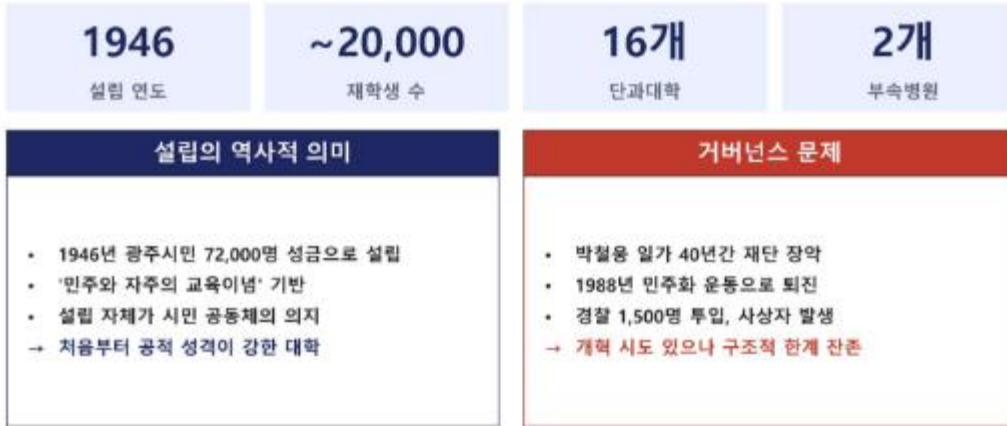 1946
설립 연도
~20,000
재학생 수
16개
단과대학
2개
부속병원
설립의 역사적 의미
• 1946년 광주시민 72,000명 성금으로 설립
• '민주와 자주의 교육이념' 기반
• 설립 자체가 시민 공동체의 의지
→ 처음부터 공적 성격이 강한 대학
거버넌스 문제
• 박철웅 일가 40년간 재단 장악
• 1988년 민주화 운동으로 퇴진
• 경찰 1,500명 투입, 사상자 발생
→ 개혁 시도 있으나 구조적 한계 잔존